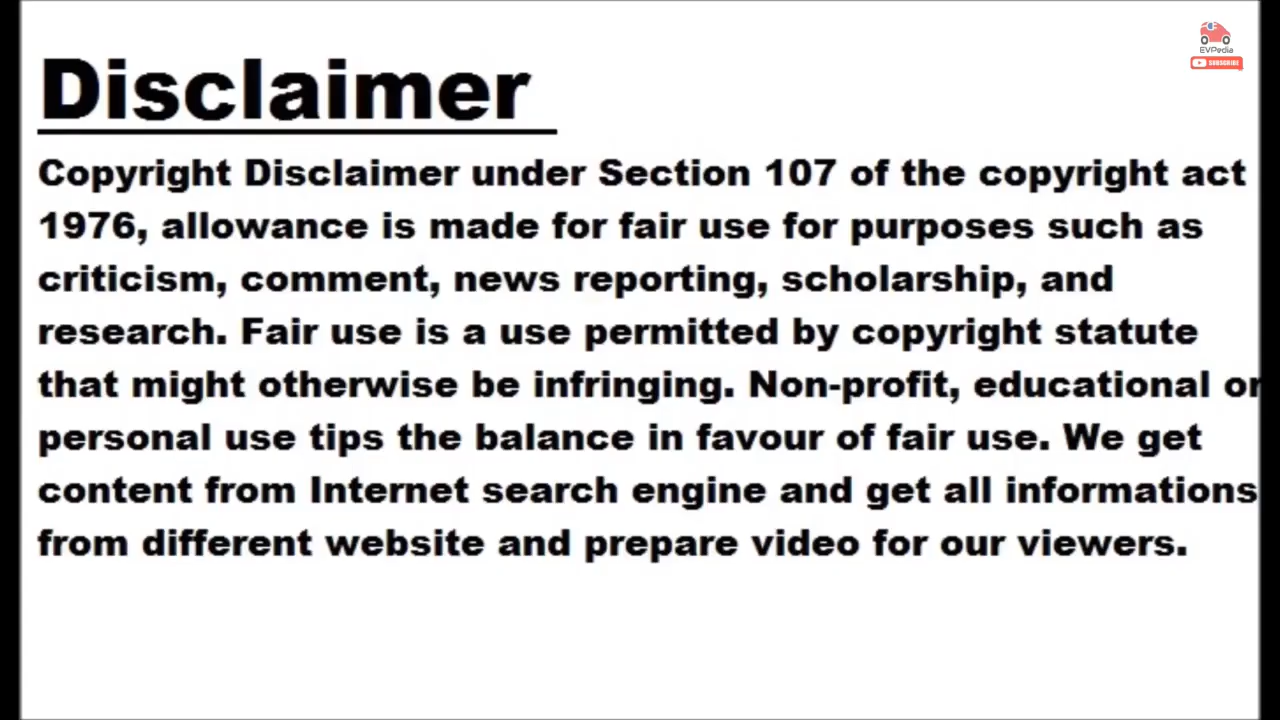 EVPedia
SUBSCRIBE
Disclaimer
Copyright Disclaimer under Section 107 of the copyright act
1976, allowance is made for fair use for purposes such as
criticism, comment, news reporting, scholarship, and
research. Fair use is a use permitted by copyright statute
that might otherwise be infringing. Non-profit, educational or
personal use tips the balance in favour of fair use. We get
content from Internet search engine and get all informations
from different website and prepare video for our viewers.